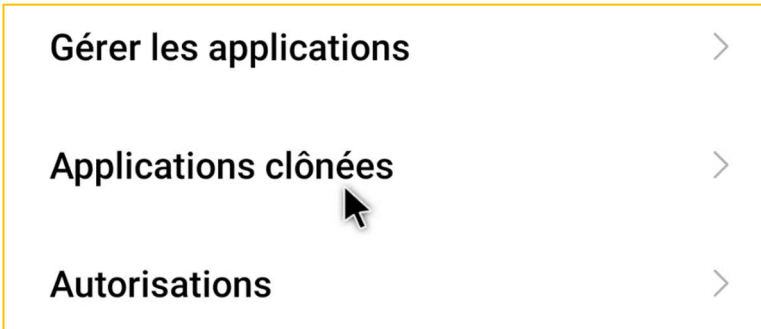 Gérer les applications
Applications clônées
Autorisations